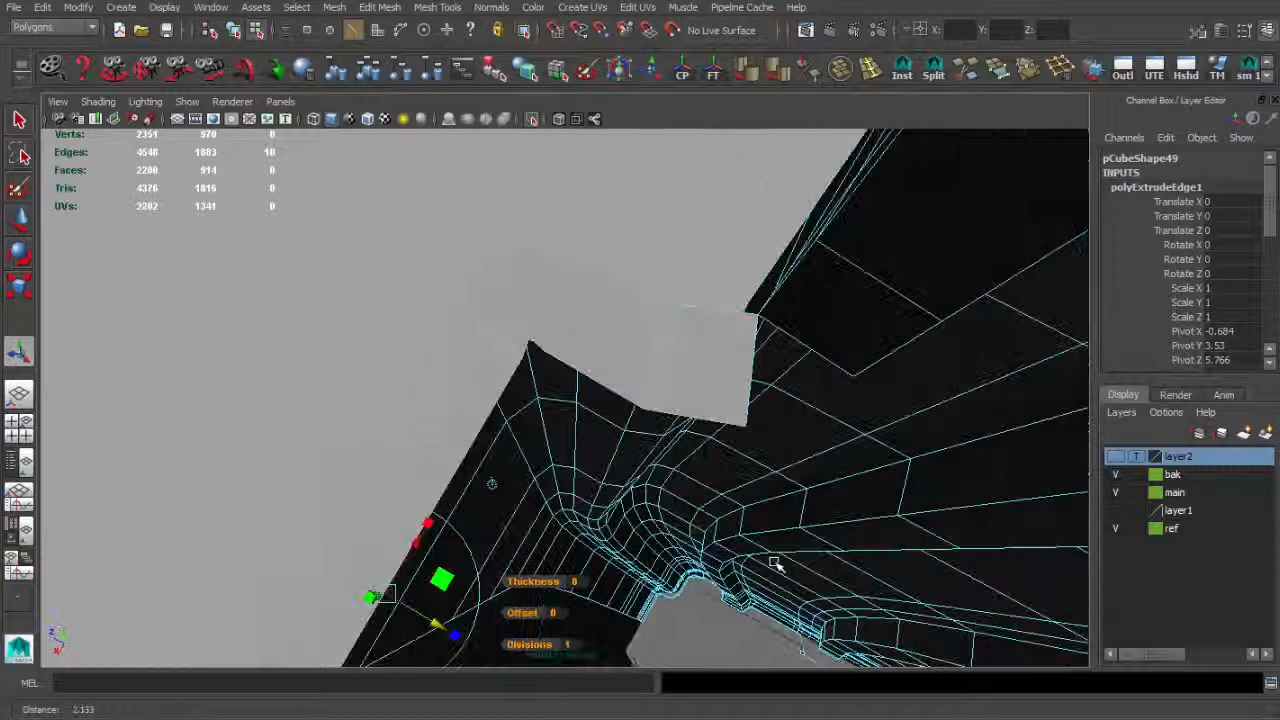 File Edit Modify Create Display Window Assets Select Mesh Edit Mesh Mesh Tools Normals Color Create UVs Edit UVs Muscle Pipeline Cache Help
Polygons
No Live Surface
X: Y: Z:
CP FT Inst Split Outl UTE Hshd TM sm 1
View Shading Lighting Show Renderer Panels
Verts: 2351 970 0
Edges: 4548 1883 10
Faces: 2200 914 0
Tris: 4376 1816 0
UVs: 2802 1341 0
Thickness 0
Offset 0
Divisions 1
Channel Box / Layer Editor
Channels Edit Object Show
pCubeShape49
INPUTS
polyExtrudeEdge1
Translate X 0
Translate Y 0
Translate Z 0
Rotate X 0
Rotate Y 0
Rotate Z 0
Scale X 1
Scale Y 1
Scale Z 1
Pivot X -0.684
Pivot Y 3.53
Pivot Z 5.766
Display Render Anim
Layers Options Help
T layer2
V bak
V main
layer1
V ref
MEL
Distance: 2.133